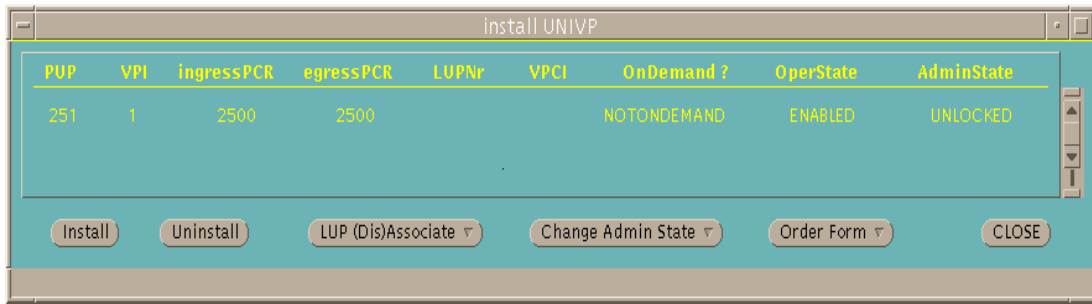 install UNIVP
PUP VPI ingressPCR egressPCR LUPNr VPCI OnDemand ? OperState AdminState
251 1 2500 2500 NOTONDEMAND ENABLED UNLOCKED
Install Uninstall LUP (Dis)Associate Change Admin State Order Form CLOSE